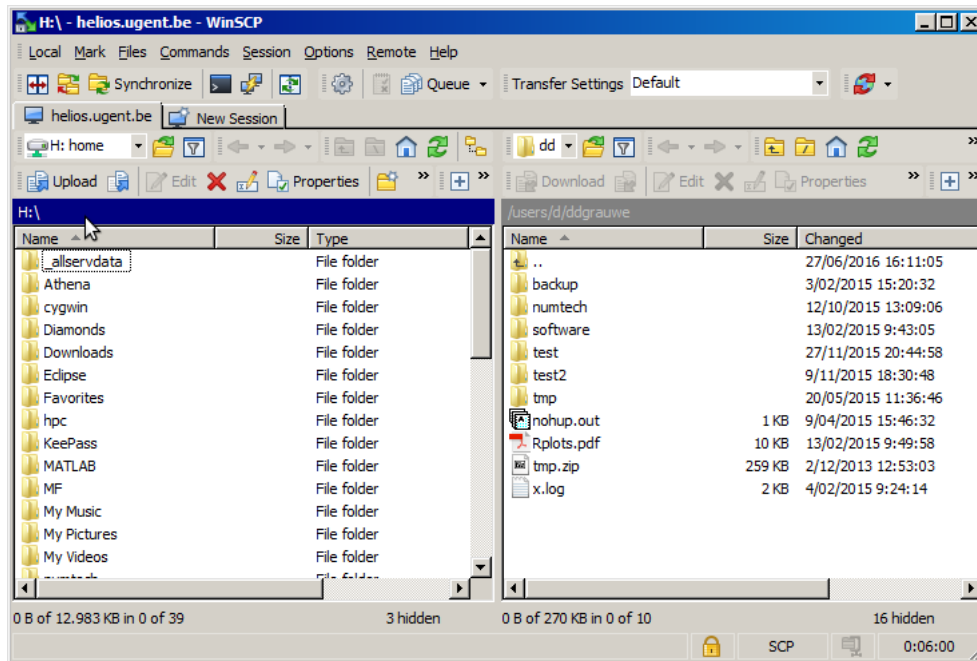 H:\ - helios.ugent.be - WinSCP
Local Mark Files Commands Session Options Remote Help
Synchronize Queue Transfer Settings Default
helios.ugent.be New Session
H: home dd
Upload Edit Properties » » Download Edit Properties » »
H:\ /users/d/ddgrauwe
Name Size Type Name Size Changed
_allservdata File folder .. 27/06/2016 16:11:05
Athena File folder backup 3/02/2015 15:20:32
cygwin File folder numtech 12/10/2015 13:09:06
Diamonds File folder software 13/02/2015 9:43:05
Downloads File folder test 27/11/2015 20:44:58
Eclipse File folder test2 9/11/2015 18:30:48
Favorites File folder tmp 20/05/2015 11:36:46
hpc File folder nohup.out 1 KB 9/04/2015 15:46:32
KeePass File folder Rplots.pdf 10 KB 13/02/2015 9:49:58
MATLAB File folder tmp.zip 259 KB 2/12/2013 12:53:03
MF File folder x.log 2 KB 4/02/2015 9:24:14
My Music File folder
My Pictures File folder
My Videos File folder
0 B of 12.983 KB in 0 of 39 3 hidden 0 B of 270 KB in 0 of 10 16 hidden
SCP 0:06:00